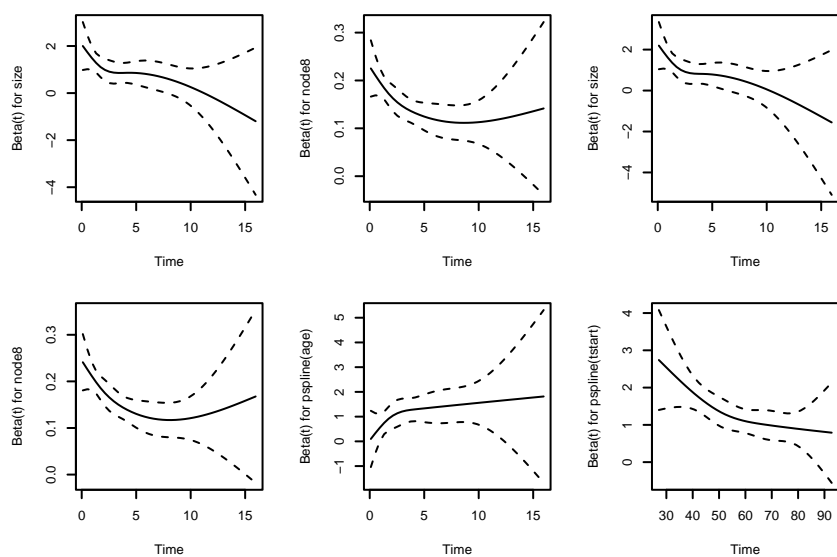 2
0
−2
−4
Beta(t) for size
0 5 10 15
Time
0.3
0.2
0.1
0.0
Beta(t) for node8
0 5 10 15
Time
2
0
−2
−4
Beta(t) for size
0 5 10 15
Time
0.3
0.2
0.1
0.0
Beta(t) for node8
0 5 10 15
Time
5
4
3
2
1
0
−1
Beta(t) for pspline(age)
0 5 10 15
Time
4
3
2
1
0
Beta(t) for pspline(tstart)
30 40 50 60 70 80 90
Time